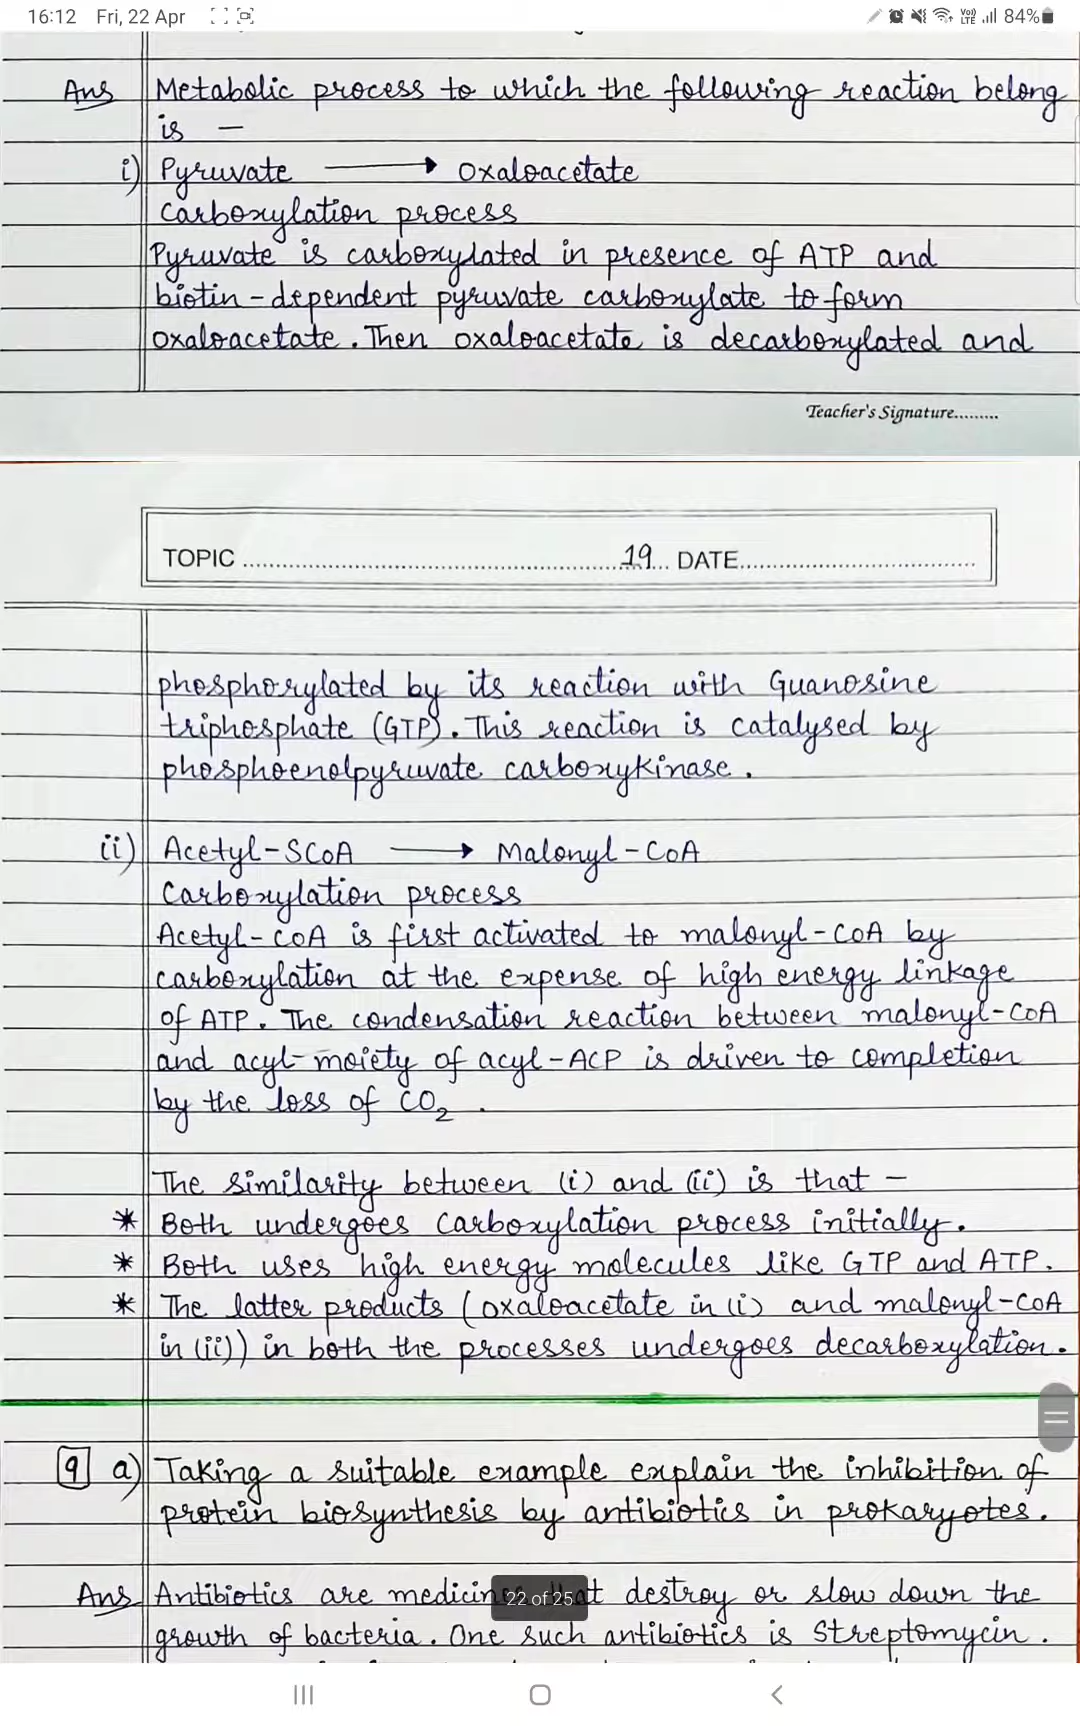 16:12 Fri, 22 Apr
84%
Ans Metabolic process to which the following reaction belong
is –
i) Pyruvate → Oxaloacetate
Carboxylation process
Pyruvate is carboxylated in presence of ATP and
biotin-dependent pyruvate carboxylate to form
oxaloacetate. Then oxaloacetate is decarboxylated and
Teacher's Signature.........
TOPIC ........ 19 ... DATE........
phosphorylated by its reaction with Guanosine
triphosphate (GTP). This reaction is catalysed by
phosphoenolpyruvate carboxykinase.
ii) Acetyl-SCoA → Malonyl-CoA
Carboxylation process
Acetyl-CoA is first activated to malonyl-CoA by
carboxylation at the expense of high energy linkage
of ATP. The condensation reaction between malonyl-CoA
and acyl-moiety of acyl-ACP is driven to completion
by the loss of CO₂.
The similarity between (i) and (ii) is that –
* Both undergoes carboxylation process initially.
* Both uses high energy molecules like GTP and ATP.
* The latter products (oxaloacetate in (i) and malonyl-CoA
in (ii)) in both the processes undergoes decarboxylation.
9 a) Taking a suitable example explain the inhibition of
protein biosynthesis by antibiotics in prokaryotes.
Ans Antibiotics are medicines that destroy or slow down the
22 of 25
growth of bacteria. One such antibiotics is Streptomycin.